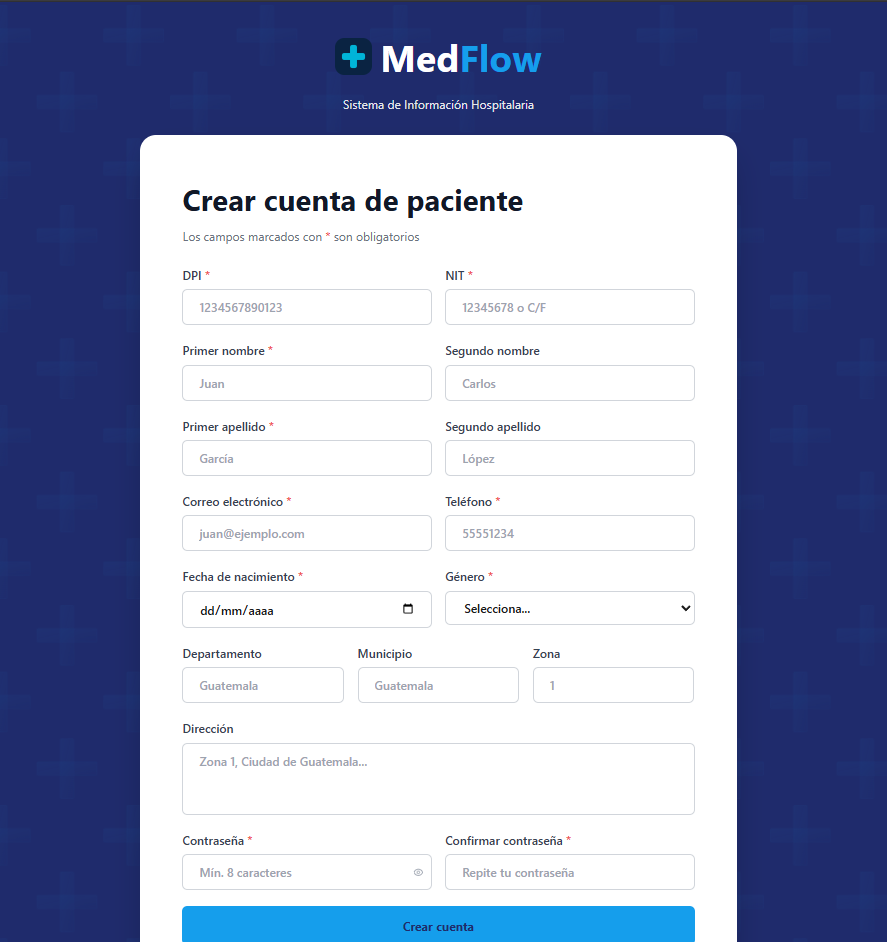 MedFlow
Sistema de Información Hospitalaria
Crear cuenta de paciente
Los campos marcados con * son obligatorios
DPI * NIT *
1234567890123 12345678 o C/F
Primer nombre * Segundo nombre
Juan Carlos
Primer apellido * Segundo apellido
García López
Correo electrónico * Teléfono *
juan@ejemplo.com 55551234
Fecha de nacimiento * Género *
dd/mm/aaaa Selecciona...
Departamento Municipio Zona
Guatemala Guatemala 1
Dirección
Zona 1, Ciudad de Guatemala...
Contraseña * Confirmar contraseña *
Mín. 8 caracteres Repite tu contraseña
Crear cuenta